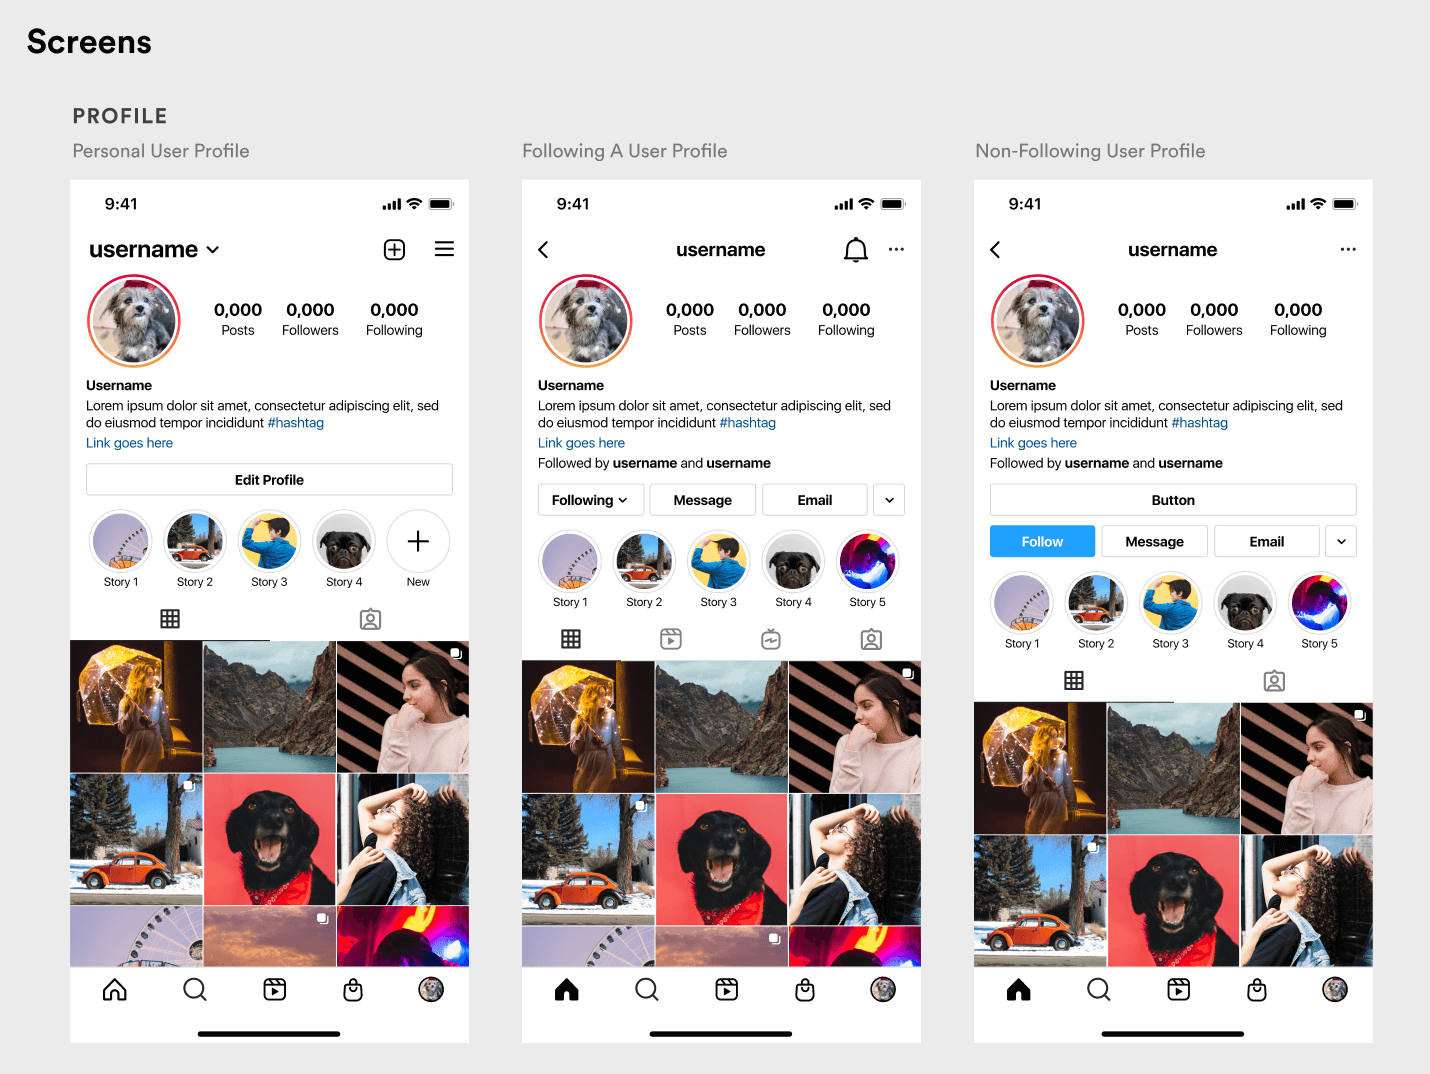 Screens
PROFILE
Personal User Profile
9:41
username
0,000 0,000 0,000
Posts Followers Following
Username
Lorem ipsum dolor sit amet, consectetur adipiscing elit, sed
do eiusmod tempor incididunt #hashtag
Link goes here
Edit Profile
Story 1 Story 2 Story 3 Story 4 New
Following A User Profile
9:41
username
0,000 0,000 0,000
Posts Followers Following
Username
Lorem ipsum dolor sit amet, consectetur adipiscing elit, sed
do eiusmod tempor incididunt #hashtag
Link goes here
Followed by username and username
Following Message Email
Story 1 Story 2 Story 3 Story 4 Story 5
Non-Following User Profile
9:41
username
0,000 0,000 0,000
Posts Followers Following
Username
Lorem ipsum dolor sit amet, consectetur adipiscing elit, sed
do eiusmod tempor incididunt #hashtag
Link goes here
Followed by username and username
Button
Follow Message Email
Story 1 Story 2 Story 3 Story 4 Story 5